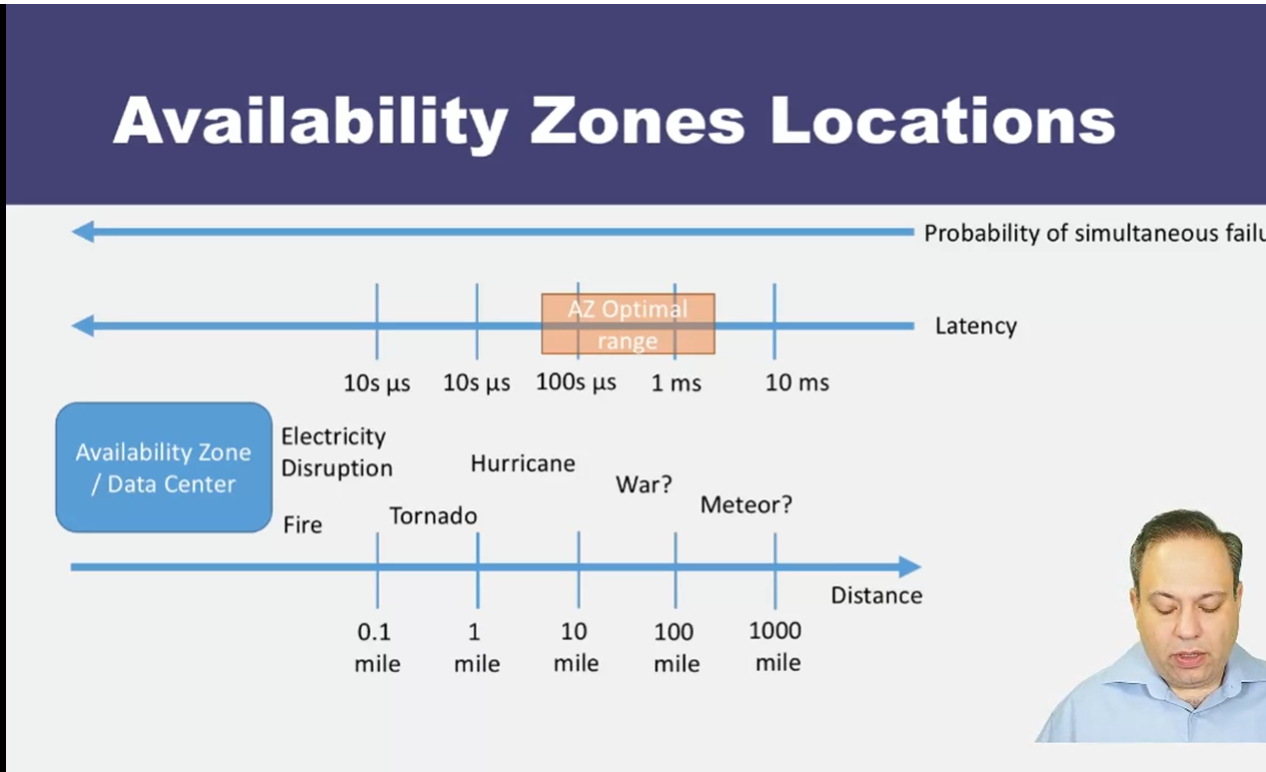 Availability Zones Locations
Probability of simultaneous failu
AZ Optimal
range
Latency
10s µs 10s µs 100s µs 1 ms 10 ms
Availability Zone
/ Data Center
Electricity
Disruption
Fire
Tornado
Hurricane
War?
Meteor?
Distance
0.1
mile
1
mile
10
mile
100
mile
1000
mile